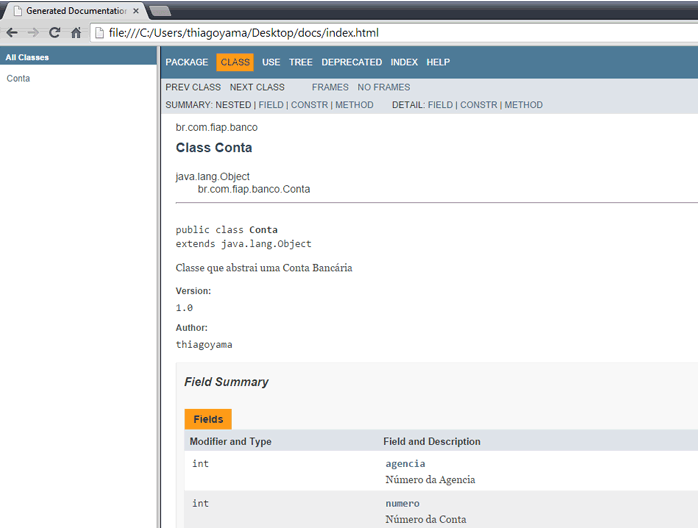 Generated Documentation
file:///C:/Users/thiagoyama/Desktop/docs/index.html
All Classes
Conta
PACKAGE CLASS USE TREE DEPRECATED INDEX HELP
PREV CLASS NEXT CLASS FRAMES NO FRAMES
SUMMARY: NESTED | FIELD | CONSTR | METHOD DETAIL: FIELD | CONSTR | METHOD
br.com.fiap.banco
Class Conta
java.lang.Object
br.com.fiap.banco.Conta
public class Conta
extends java.lang.Object
Classe que abstrai uma Conta Bancária
Version:
1.0
Author:
thiagoyama
Field Summary
Fields
Modifier and Type Field and Description
int agencia
Número da Agencia
int numero
Número da Conta